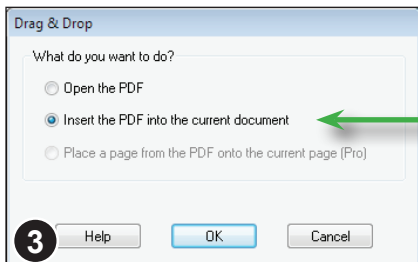 Drag & Drop
What do you want to do?
Open the PDF
Insert the PDF into the current document
Place a page from the PDF onto the current page (Pro)
3 Help OK Cancel